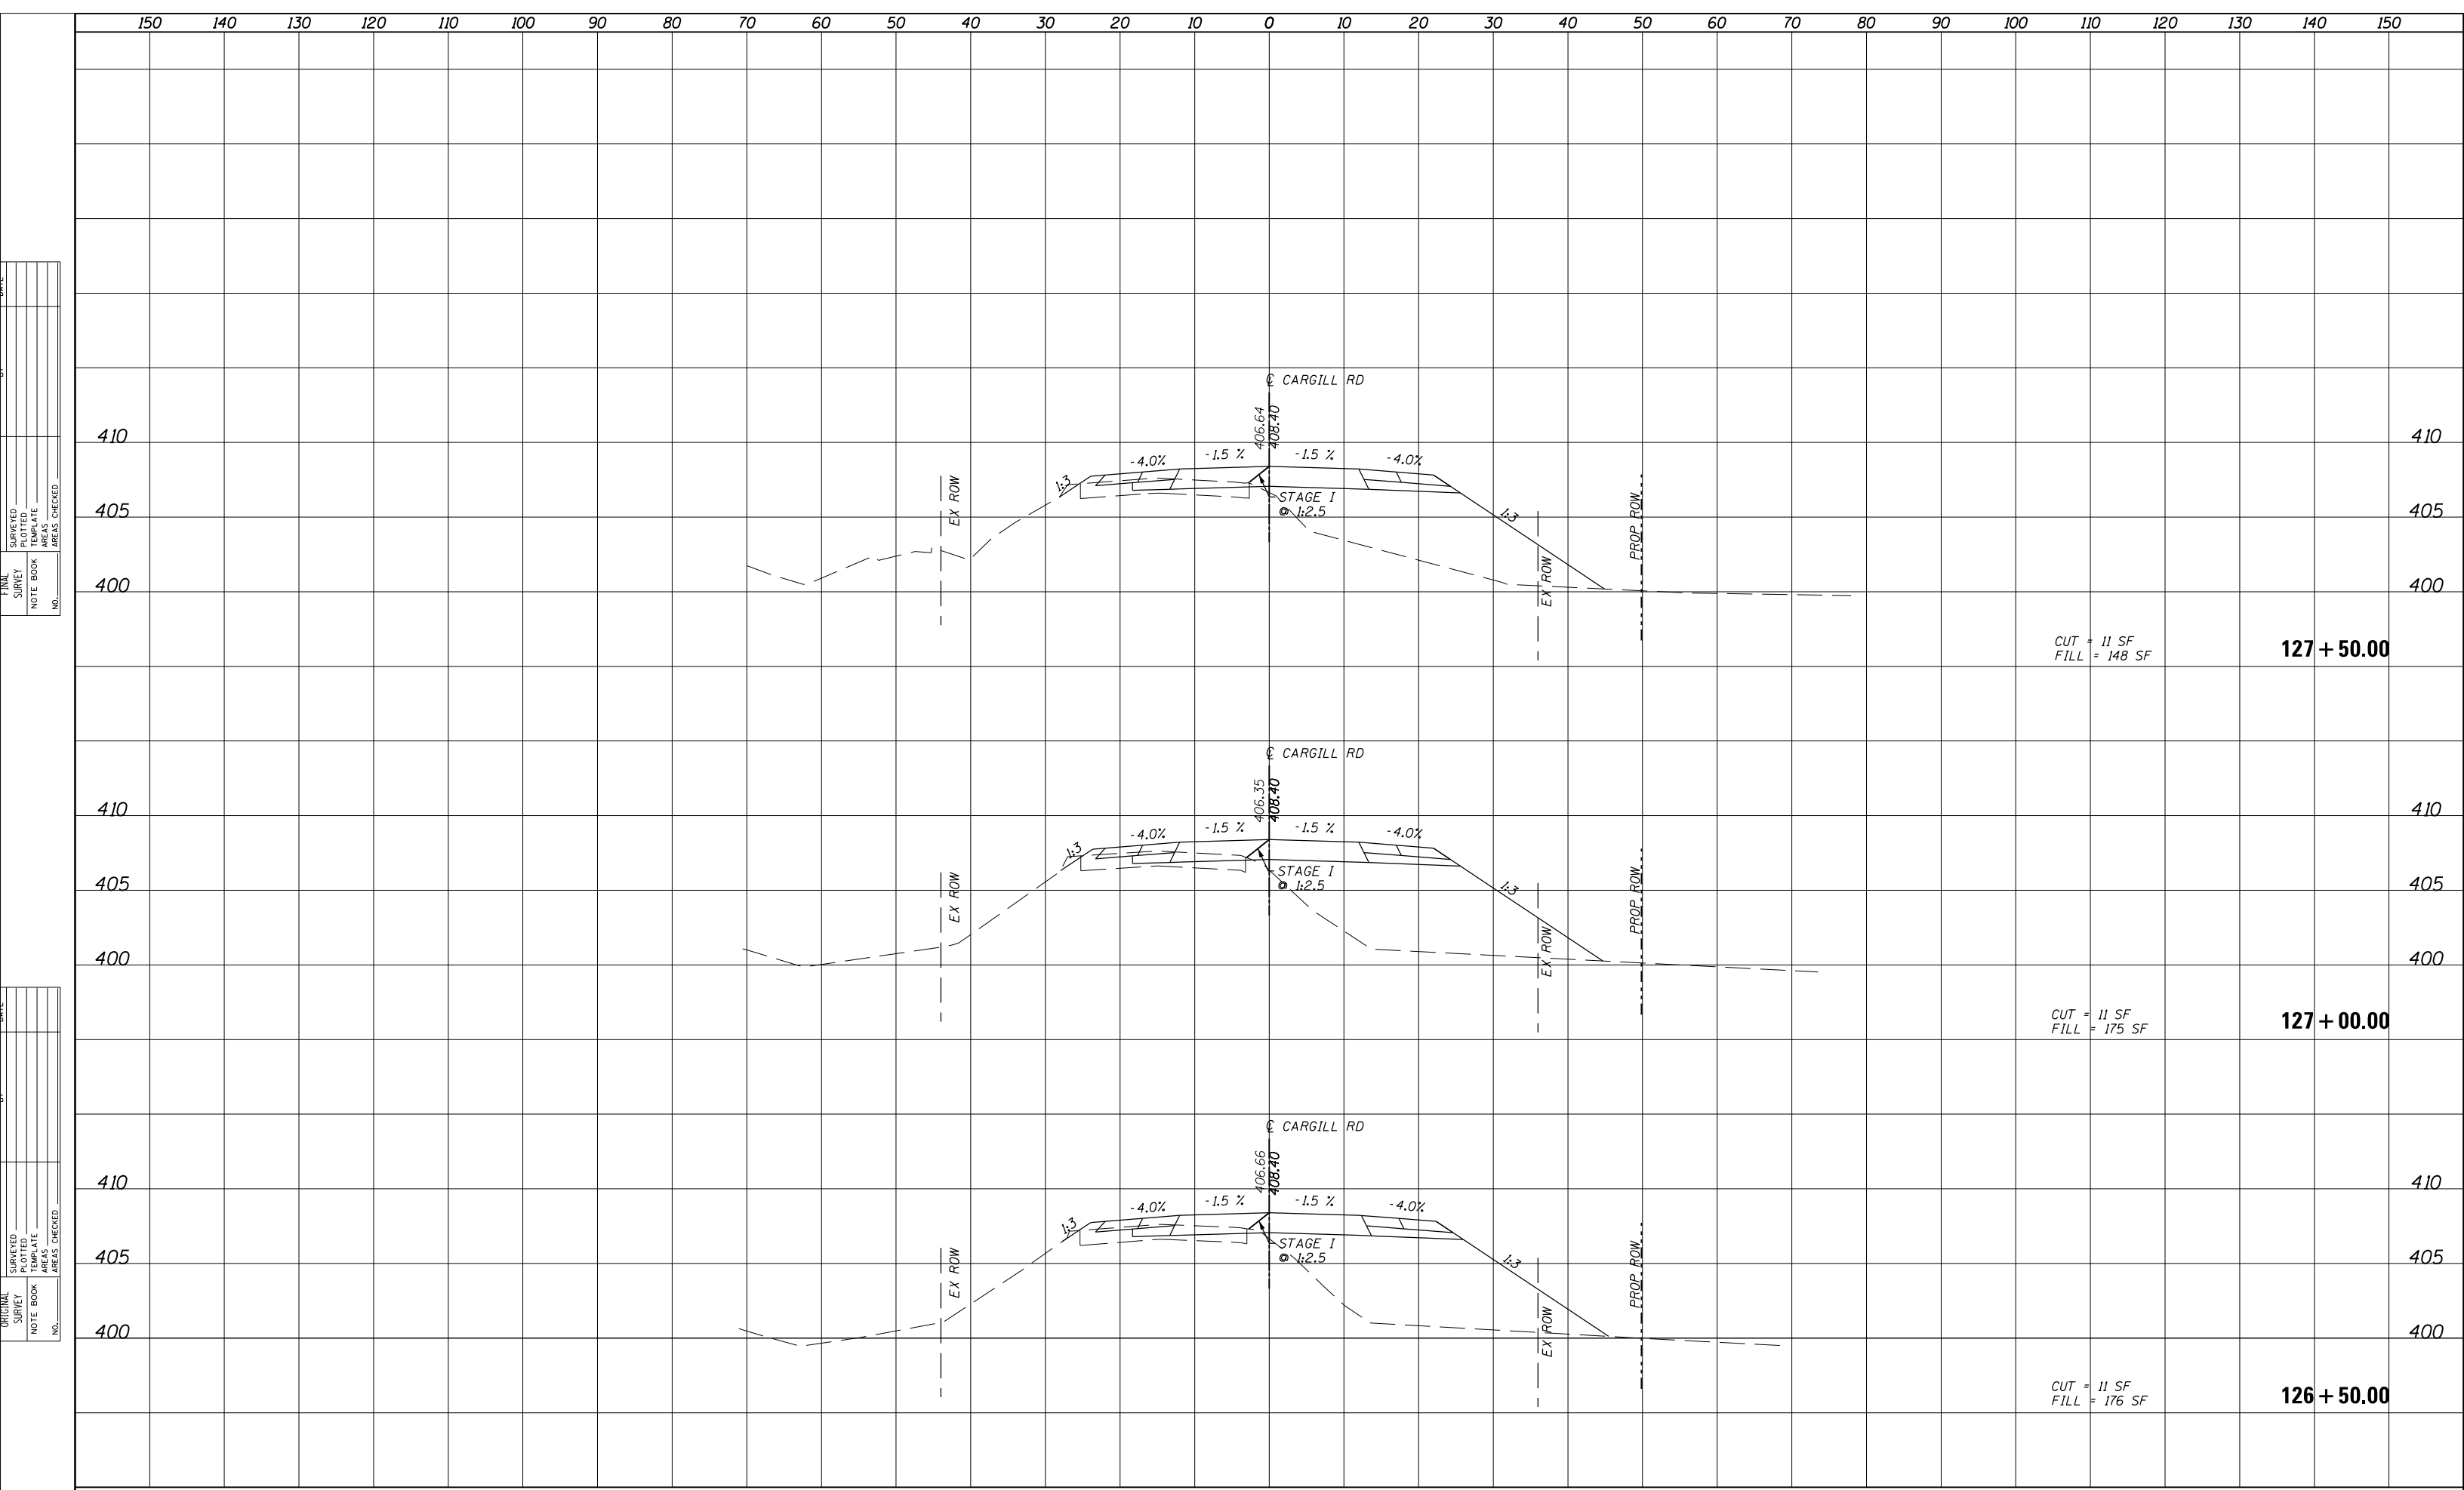 150 140 130 120 110 100 90 80 70 60 50 40 30 20 10 0 10 20 30 40 50 60 70 80 90 100 110 120 130 140 150
℄ CARGILL RD
406.64
408.40
410 410
1:3 -4.0% -1.5 % -1.5 % -4.0%
EX ROW
STAGE I
@ 1:2.5
1:3
PROP ROW
405 405
EX ROW
400 400
CUT = 11 SF
FILL = 148 SF
127+50.00
℄ CARGILL RD
406.35
408.40
410 410
1:3 -4.0% -1.5 % -1.5 % -4.0%
EX ROW
STAGE I
@ 1:2.5
1:3
PROP ROW
405 405
EX ROW
400 400
CUT = 11 SF
FILL = 175 SF
127+00.00
℄ CARGILL RD
406.66
408.40
410 410
1:3 -4.0% -1.5 % -1.5 % -4.0%
EX ROW
STAGE I
@ 1:2.5
1:3
PROP ROW
405 405
EX ROW
400 400
CUT = 11 SF
FILL = 176 SF
126+50.00
FINAL
SURVEY
NOTE BOOK
NO.
SURVEYED
PLOTTED
TEMPLATE
AREAS
AREAS CHECKED
ORIGINAL
SURVEY
NOTE BOOK
NO.
SURVEYED
PLOTTED
TEMPLATE
AREAS
AREAS CHECKED